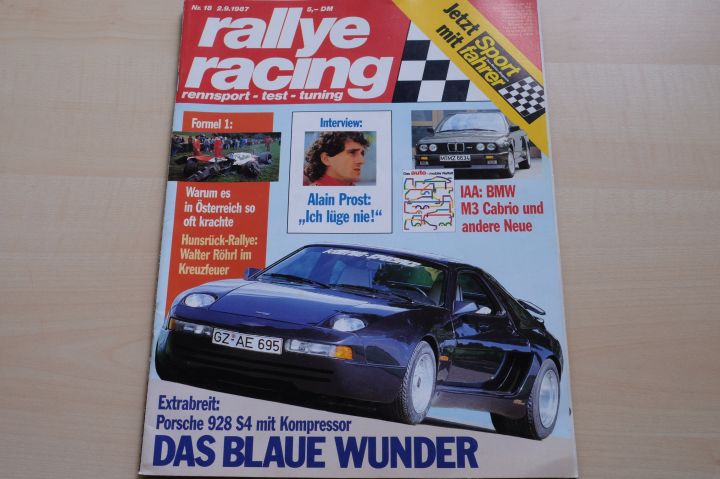 Nr. 18 2.9.1987 5,- DM
rallye
racing
rennsport - test - tuning
Jetzt
mit
Sport
fahrer
Formel 1:
Warum es
in Österreich so
oft krachte
Hunsrück-Rallye:
Walter Röhrl im
Kreuzfeuer
Interview:
Alain Prost:
„Ich lüge nie!“
IAA: BMW
M3 Cabrio und
andere Neue
GZ-AE 695
Extrabreit:
Porsche 928 S4 mit Kompressor
DAS BLAUE WUNDER